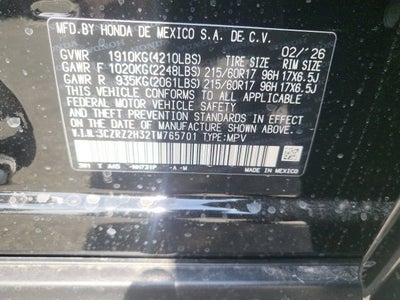 MFD.BY HONDA DE MEXICO S.A. DE C.V. 02/'26
GVWR 1910KG(4210LBS) TIRE SIZE RIM SIZE
GAWR F 1020KG(2248LBS) 215/60R17 96H 17X6.5J
GAWR R 935KG(2061LBS) 215/60R17 96H 17X6.5J
THIS VEHICLE CONFORMS TO ALL APPLICABLE
FEDERAL MOTOR VEHICLE SAFETY
AND THEFT PREVENTION STANDARDS IN EFFECT
ON THE DATE OF MANUFACTURE SHOWN ABOVE.
V.I.N:3CZRZ2H32TM765701 TYPE:MPV
-A -M